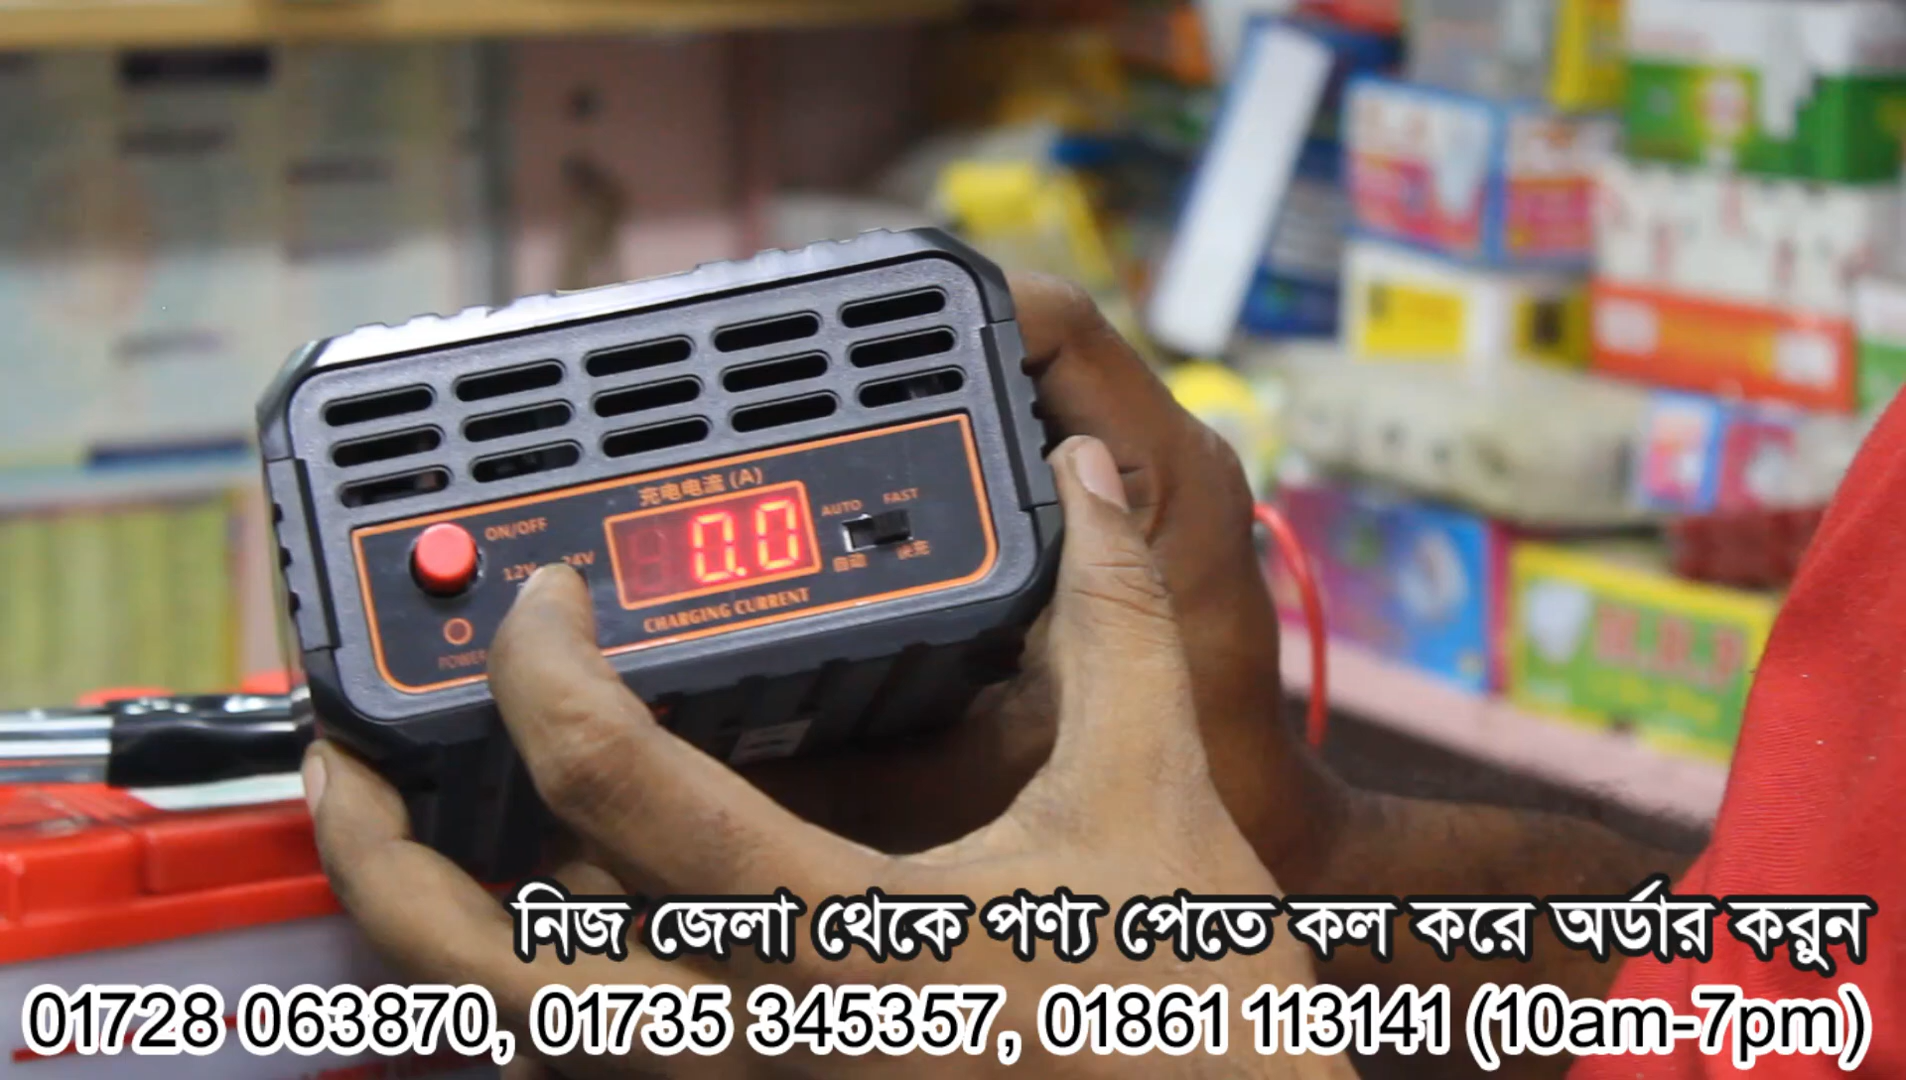 充电电流 (A)
ON/OFF
12V 24V
0.0
AUTO FAST
自动 快充
CHARGING CURRENT
POWER
নিজ জেলা থেকে পণ্য পেতে কল করে অর্ডার করুন
01728 063870, 01735 345357, 01861 113141 (10am-7pm)